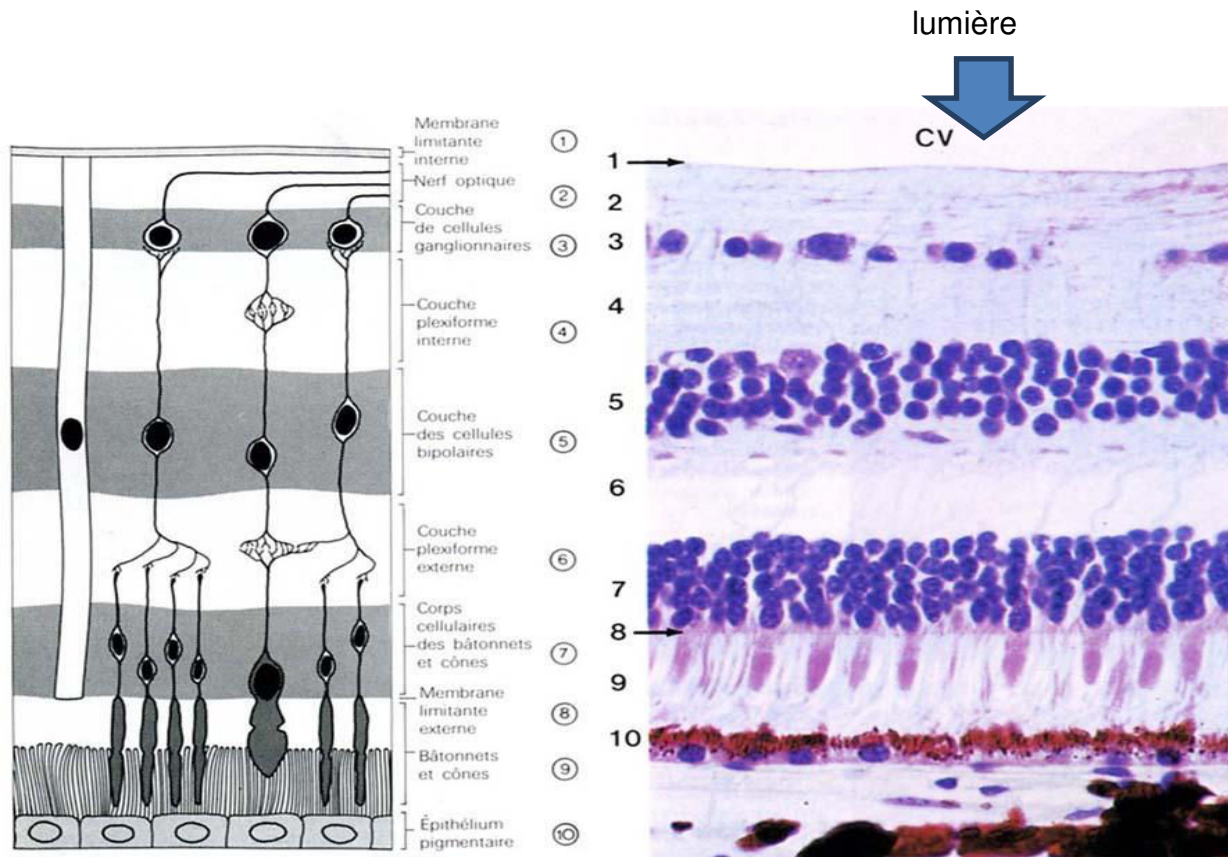 lumière
CV
Membrane
limitante
interne
①
Nerf optique
②
Couche
de cellules
ganglionnaires
③
Couche
plexiforme
interne
④
Couche
des cellules
bipolaires
⑤
Couche
plexiforme
externe
⑥
Corps
cellulaires
des bâtonnets
et cônes
⑦
Membrane
limitante
externe
⑧
Bâtonnets
et cônes
⑨
Épithélium
pigmentaire
⑩
1
2
3
4
5
6
7
8
9
10